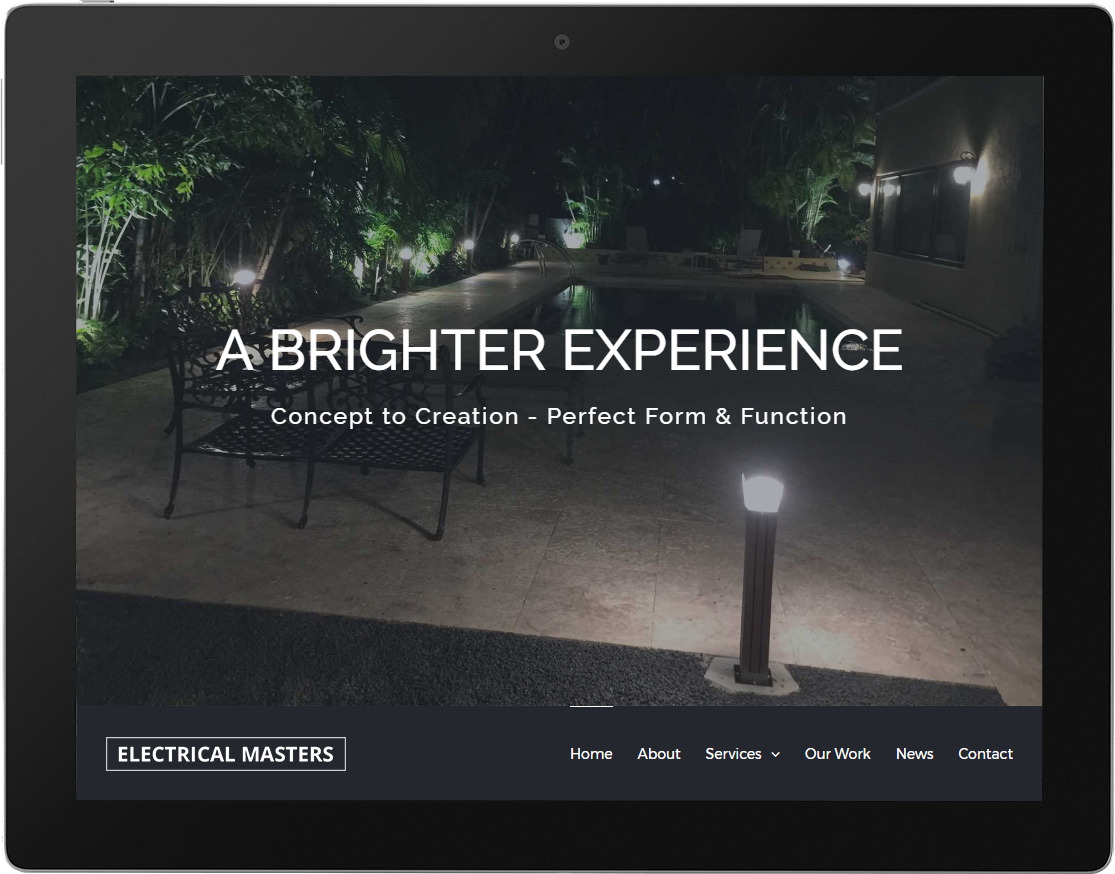 A BRIGHTER EXPERIENCE
Concept to Creation - Perfect Form & Function
ELECTRICAL MASTERS
Home About Services Our Work News Contact